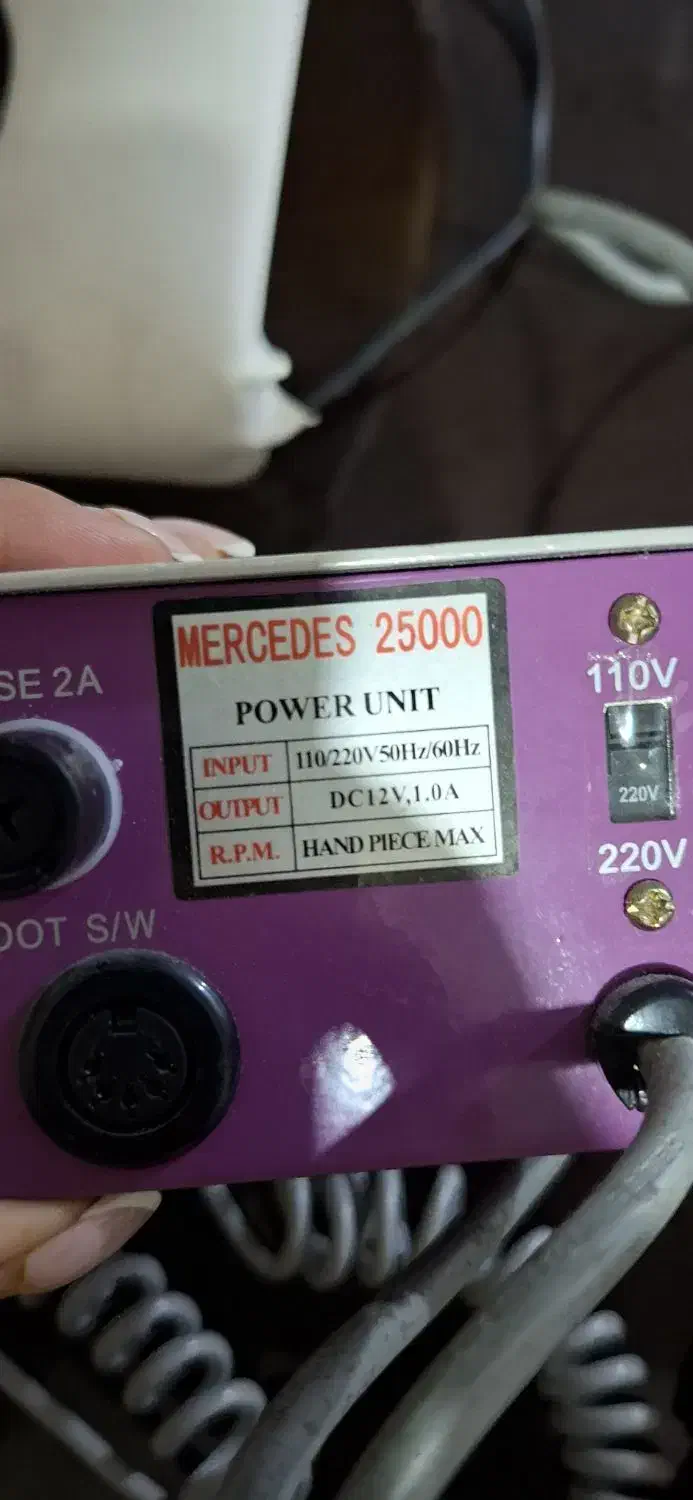 MERCEDES 25000
POWER UNIT
INPUT 110/220V50Hz/60Hz
OUTPUT DC12V,1.0A
R.P.M. HAND PIECE MAX
SE 2A
OOT S/W
110V
220V
220V